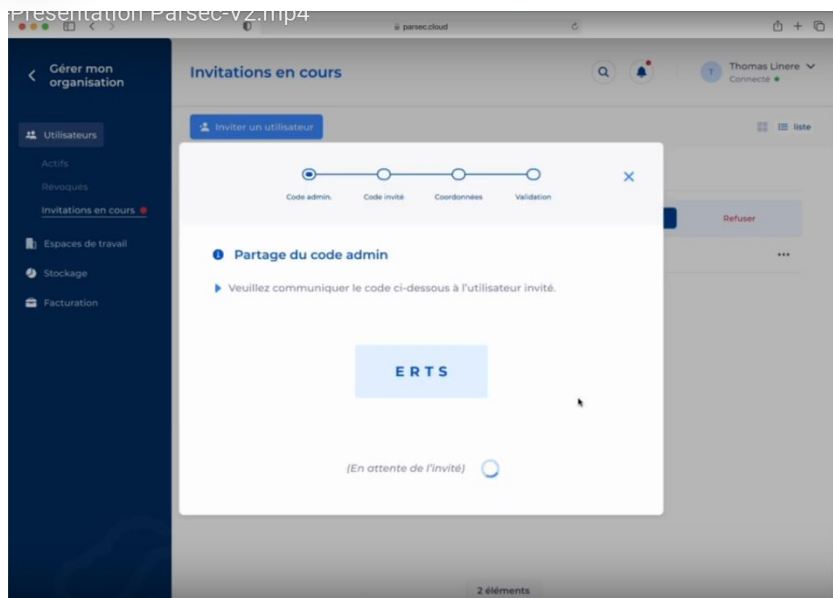 -Présentation Parsec-V2.mp4
parsec.cloud
Gérer mon
organisation
Invitations en cours
T
Thomas Linere
Connecté
Utilisateurs
Inviter un utilisateur
liste
Actifs
Révoqués
Invitations en cours
Espaces de travail
Stockage
Facturation
Code admin.
Code invité
Coordonnées
Validation
Refuser
Partage du code admin
Veuillez communiquer le code ci-dessous à l'utilisateur invité.
ERTS
(En attente de l'invité)
2 éléments